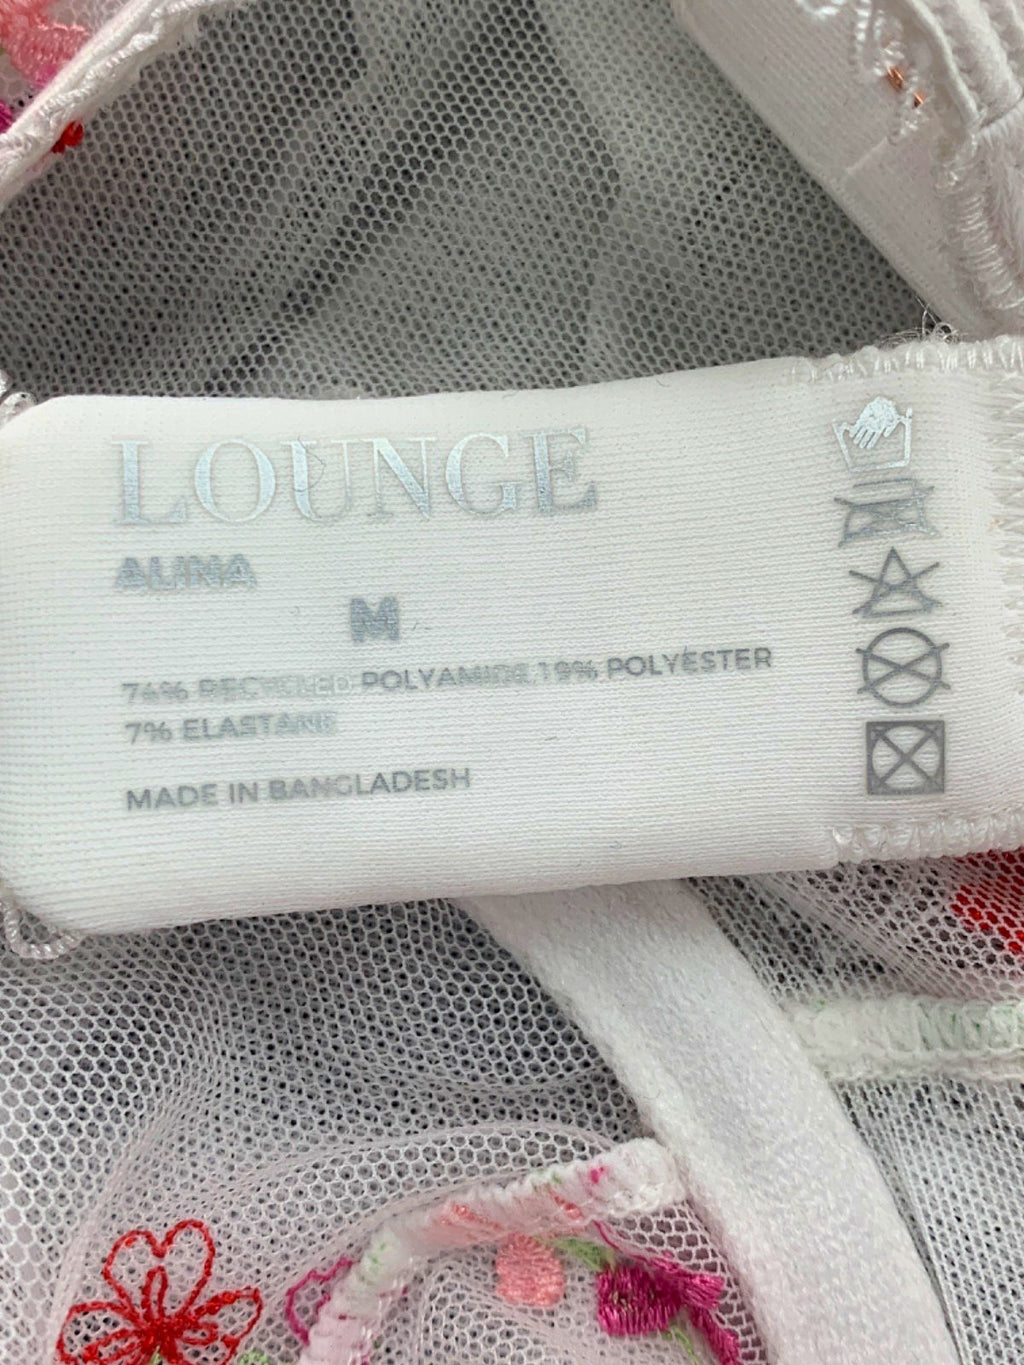 LOUNGE
ALINA
M
74% RECYCLED POLYAMIDE 19% POLYESTER
7% ELASTANE
MADE IN BANGLADESH